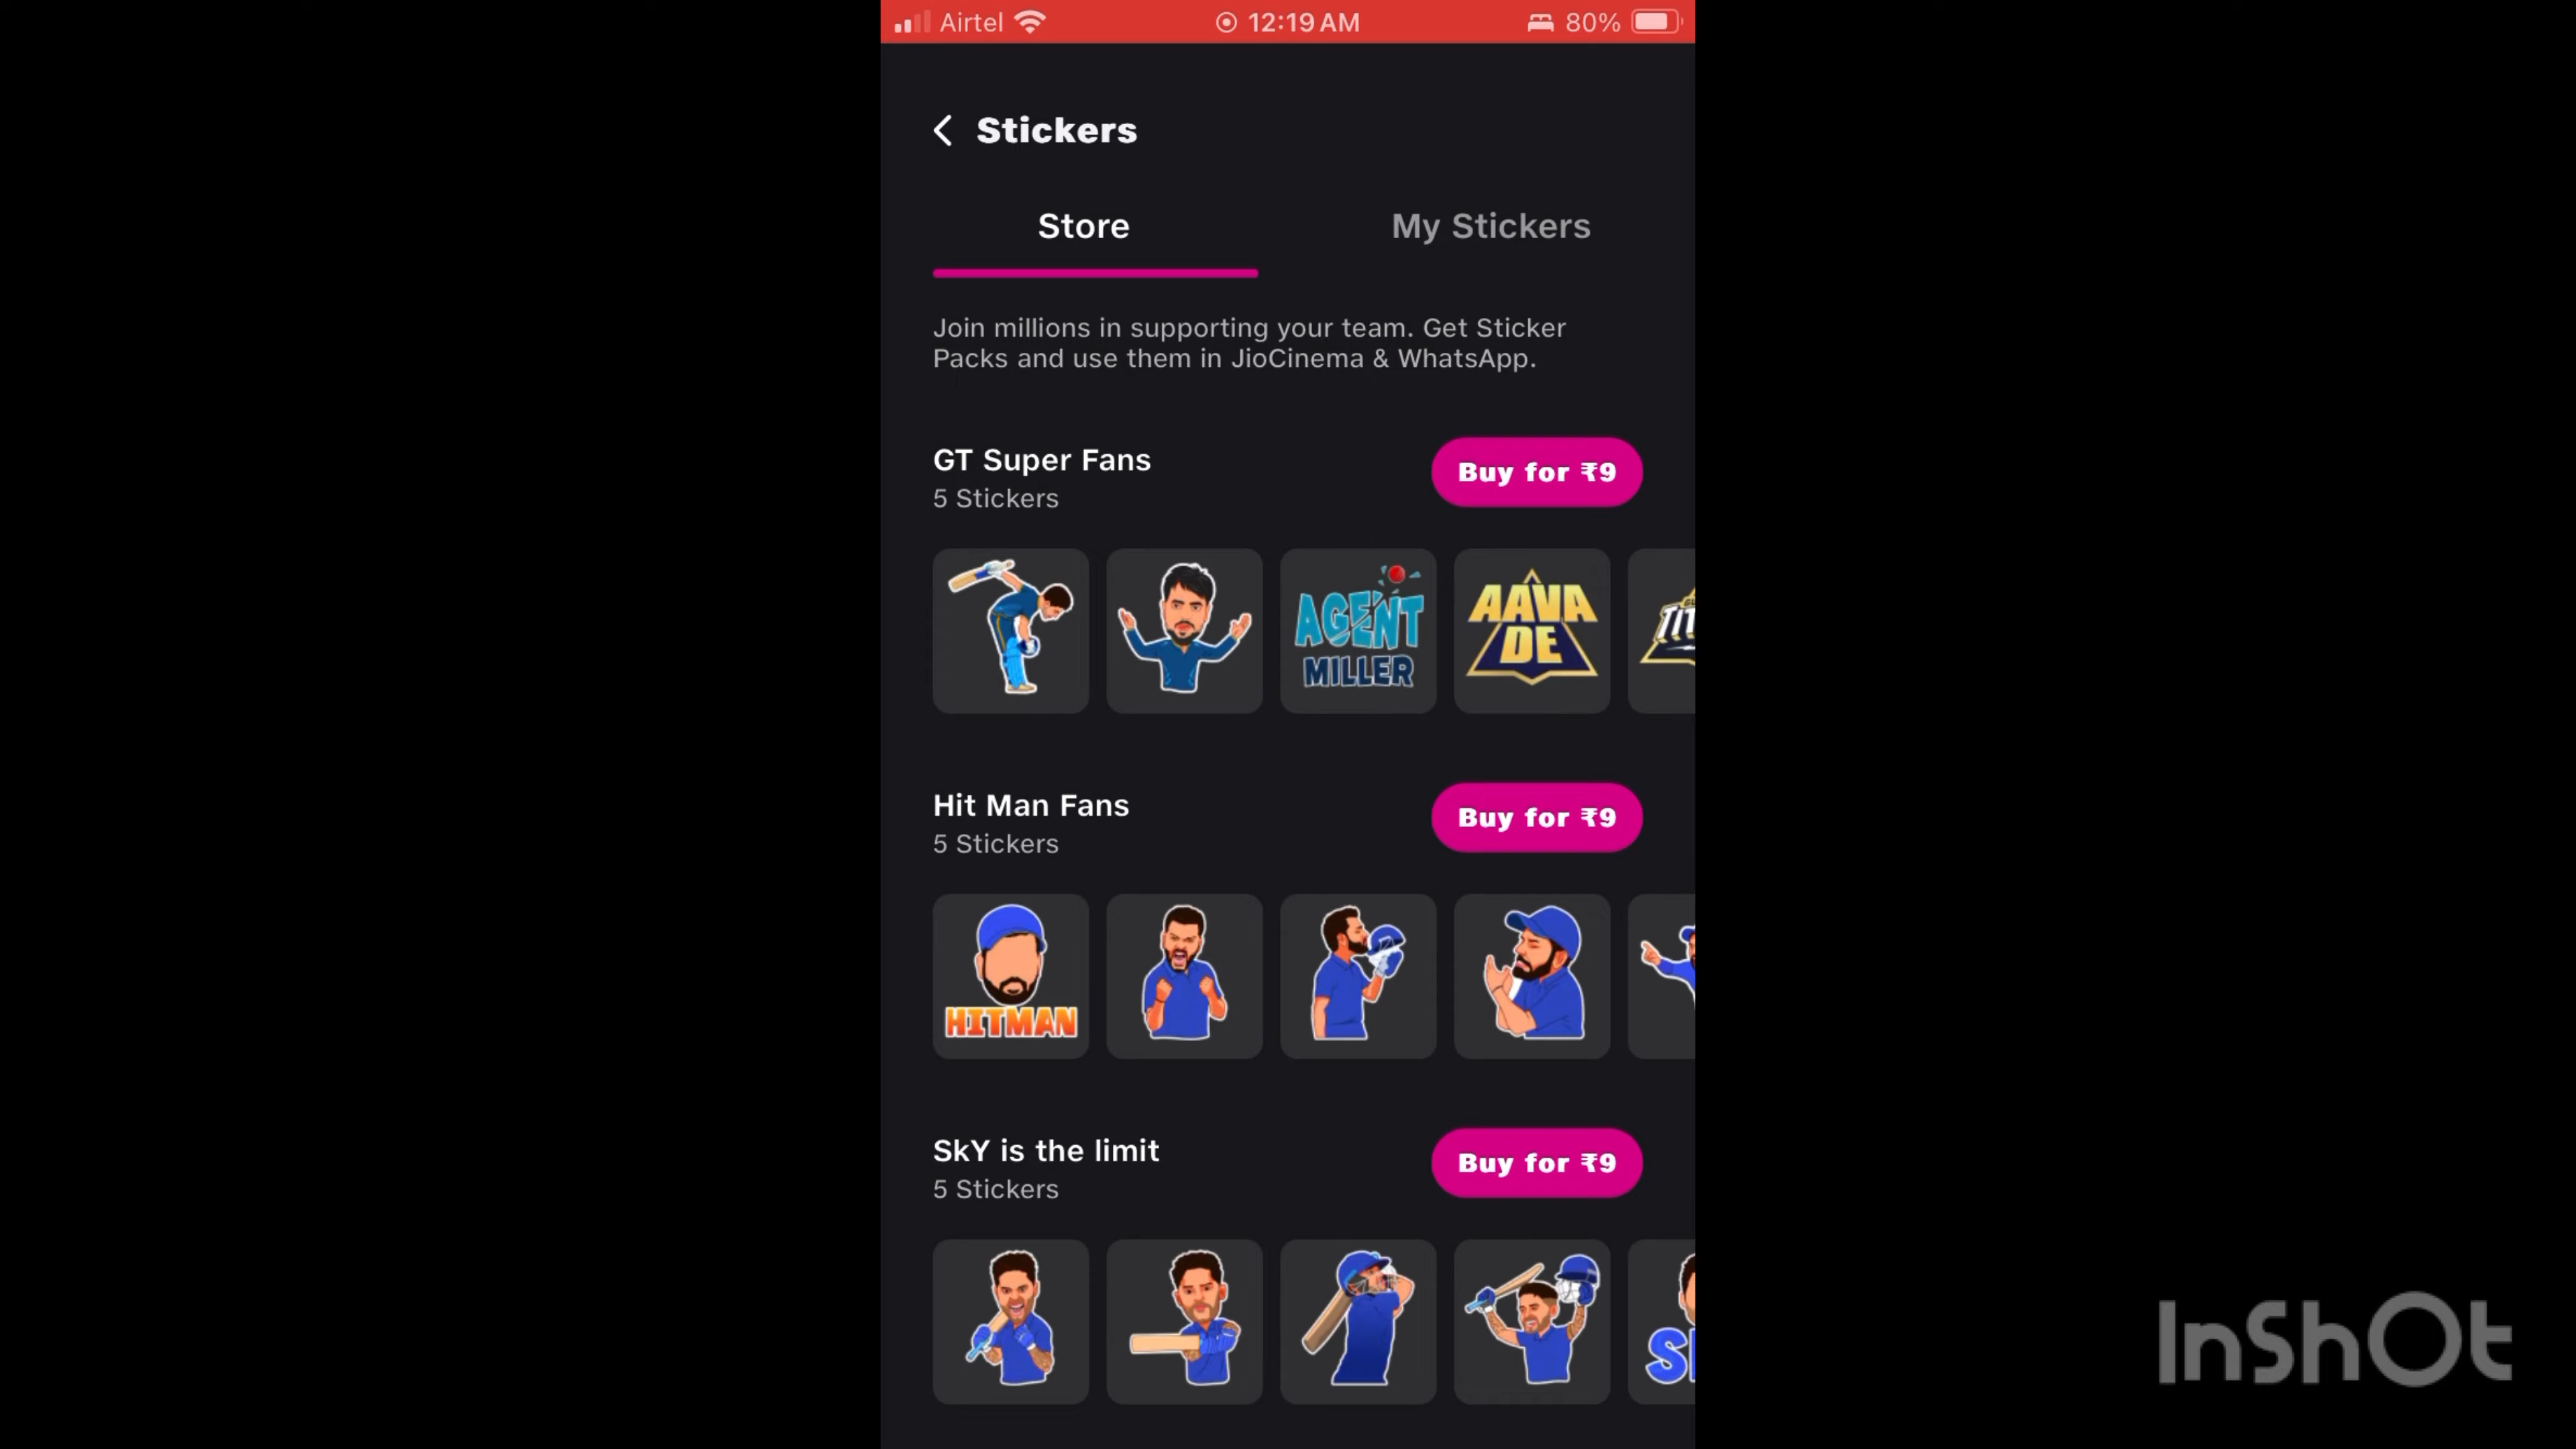 Airtel 12:19 AM 80%
Stickers
Store My Stickers
Join millions in supporting your team. Get Sticker
Packs and use them in JioCinema & WhatsApp.
GT Super Fans
Buy for ₹9
5 Stickers
AGENT
MILLER
AAVA
DE
TIT
Hit Man Fans
Buy for ₹9
5 Stickers
HITMAN
SkY is the limit
Buy for ₹9
5 Stickers
InShOt